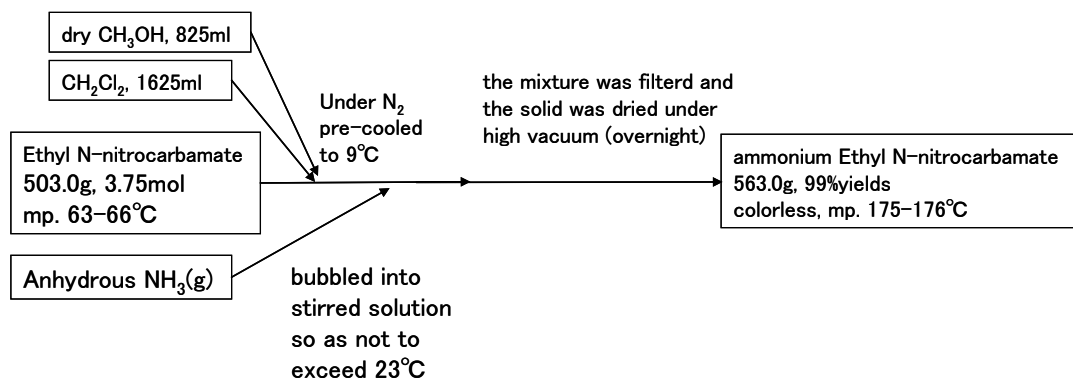 dry CH₃OH, 825ml
CH₂Cl₂, 1625ml
Under N₂
pre-cooled
to 9℃
the mixture was filterd and
the solid was dried under
high vacuum (overnight)
Ethyl N-nitrocarbamate
503.0g, 3.75mol
mp. 63-66℃
ammonium Ethyl N-nitrocarbamate
563.0g, 99%yields
colorless, mp. 175-176℃
Anhydrous NH₃(g)
bubbled into
stirred solution
so as not to
exceed 23℃